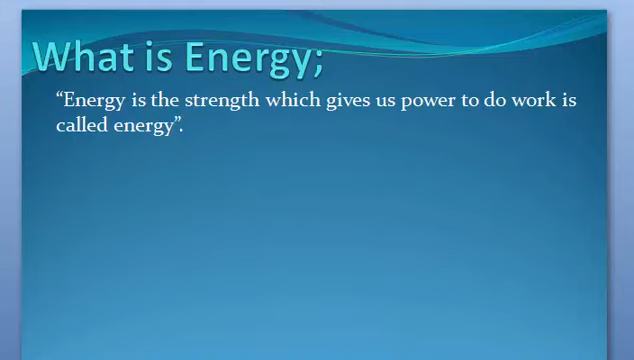 What is Energy;
“Energy is the strength which gives us power to do work is
called energy”.